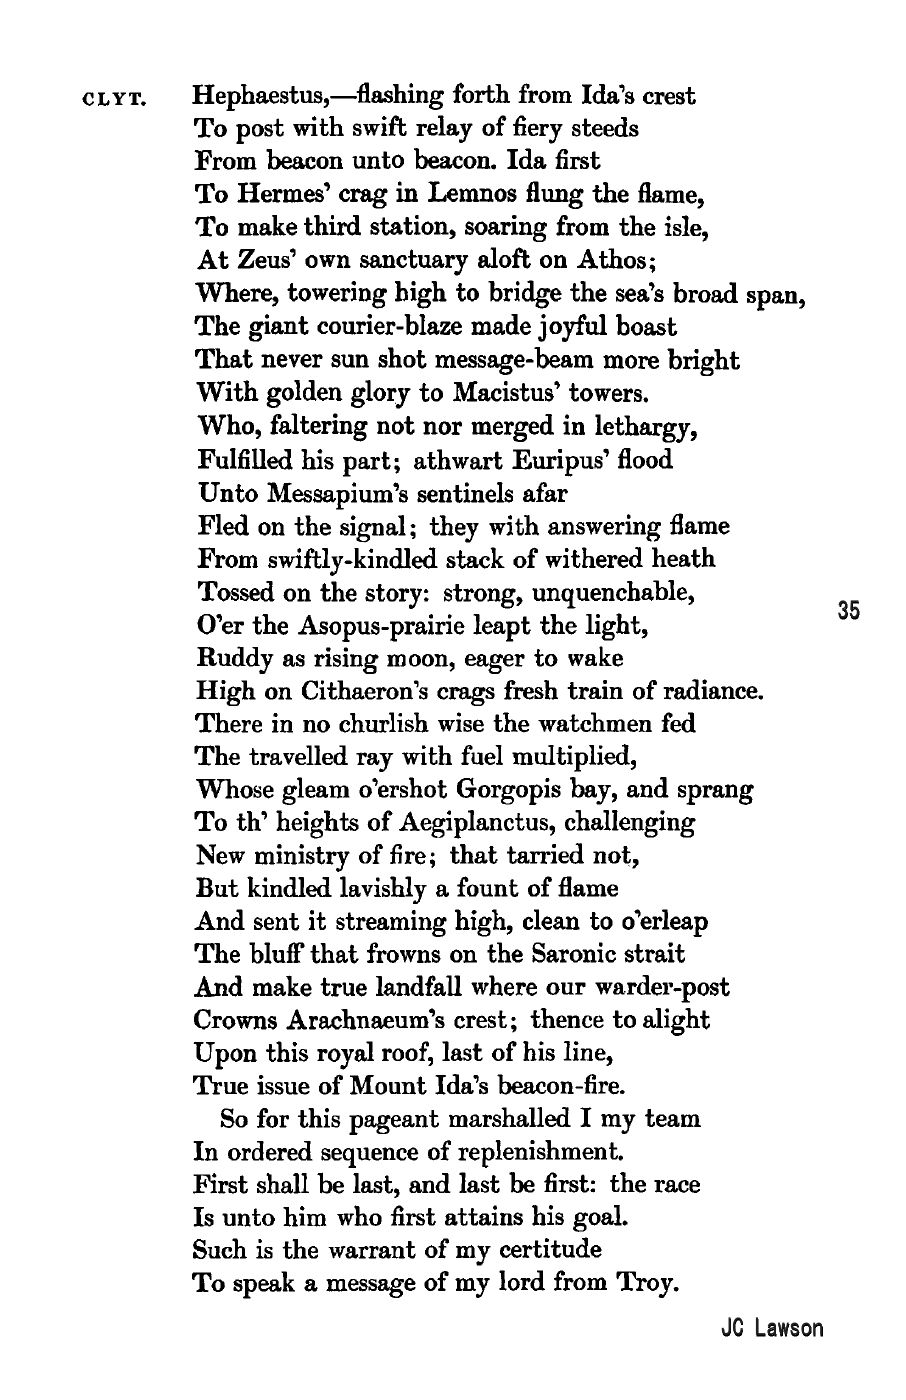 CLYT. Hephaestus,—flashing forth from Ida's crest
To post with swift relay of fiery steeds
From beacon unto beacon. Ida first
To Hermes' crag in Lemnos flung the flame,
To make third station, soaring from the isle,
At Zeus' own sanctuary aloft on Athos;
Where, towering high to bridge the sea's broad span,
The giant courier-blaze made joyful boast
That never sun shot message-beam more bright
With golden glory to Macistus' towers.
Who, faltering not nor merged in lethargy,
Fulfilled his part; athwart Euripus' flood
Unto Messapium's sentinels afar
Fled on the signal; they with answering flame
From swiftly-kindled stack of withered heath
Tossed on the story: strong, unquenchable,
O'er the Asopus-prairie leapt the light,
35
Ruddy as rising moon, eager to wake
High on Cithaeron's crags fresh train of radiance.
There in no churlish wise the watchmen fed
The travelled ray with fuel multiplied,
Whose gleam o'ershot Gorgopis bay, and sprang
To th' heights of Aegiplanctus, challenging
New ministry of fire; that tarried not,
But kindled lavishly a fount of flame
And sent it streaming high, clean to o'erleap
The bluff that frowns on the Saronic strait
And make true landfall where our warder-post
Crowns Arachnaeum's crest; thence to alight
Upon this royal roof, last of his line,
True issue of Mount Ida's beacon-fire.
So for this pageant marshalled I my team
In ordered sequence of replenishment.
First shall be last, and last be first: the race
Is unto him who first attains his goal.
Such is the warrant of my certitude
To speak a message of my lord from Troy.
JC Lawson